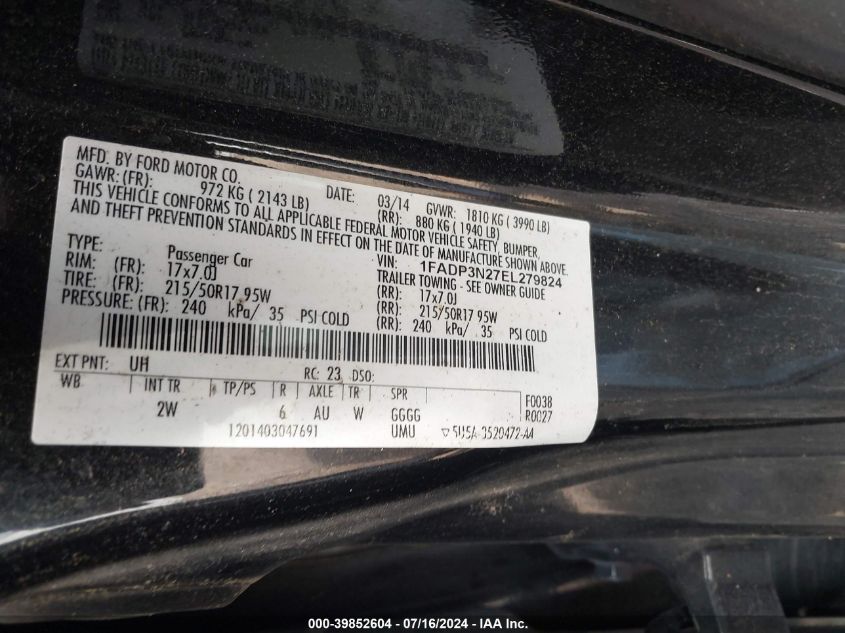 MFD. BY FORD MOTOR CO.
DATE: 03/14 GVWR: 1810 KG ( 3990 LB)
GAWR: (FR): 972 KG ( 2143 LB) (RR): 880 KG ( 1940 LB)
THIS VEHICLE CONFORMS TO ALL APPLICABLE FEDERAL MOTOR VEHICLE SAFETY, BUMPER,
AND THEFT PREVENTION STANDARDS IN EFFECT ON THE DATE OF MANUFACTURE SHOWN ABOVE.
VIN: 1FADP3N27EL279824
TYPE: Passenger Car TRAILER TOWING - SEE OWNER GUIDE
RIM: (FR): 17x7.0J (RR): 17x7.0J
TIRE: (FR): 215/50R17 95W (RR): 215/50R17 95W
PRESSURE: (FR): 240 kPa/ 35 PSI COLD (RR): 240 kPa/ 35 PSI COLD
EXT PNT: UH RC: 23 DSO:
WB INT TR TP/PS R AXLE TR SPR F0038
2W 6 AU W GGGG R0027
1201403047691 UMU ▽ 5U5A-3520472-AA
000-39852604 / 07/16/2024 - IAA Inc.